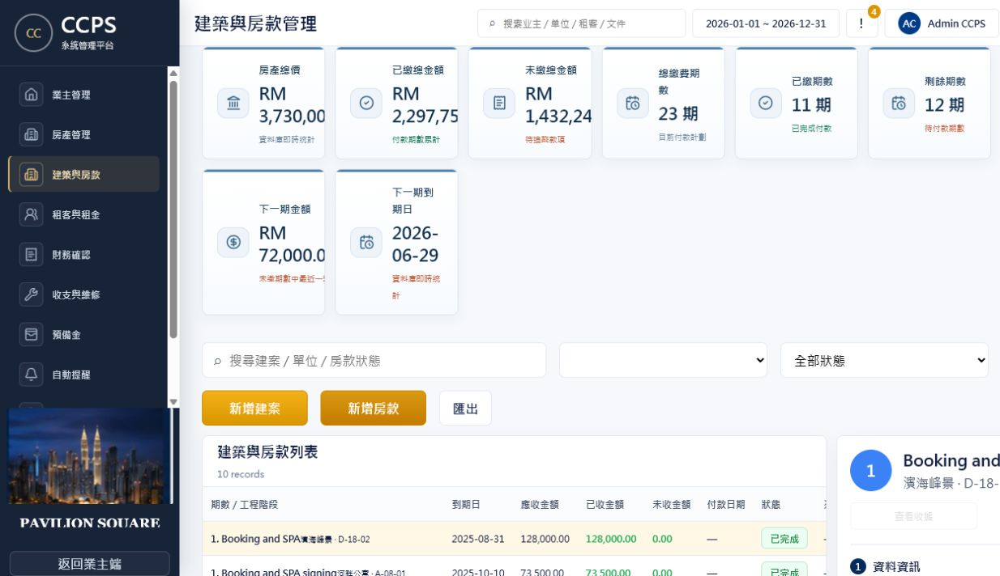 CC
CCPS
系統管理平台
業主管理
房產管理
建築與房款
租客與租金
財務確認
收支與維修
預備金
自動提醒
PAVILION SQUARE
返回業主端
建築與房款管理
搜索业主 / 单位 / 租客 / 文件
2026-01-01 ~ 2026-12-31
!
4
AC
Admin CCPS
房產總價
RM
3,730,00
資料庫即時統計
已繳總金額
RM
2,297,75
付款期數累計
未繳總金額
RM
1,432,24
待追蹤款項
總繳費期
數
23 期
目前付款計劃
已繳期數
11 期
已完成付款
剩餘期數
12 期
待付款期數
下一期金額
RM
72,000.0
未繳期數中最近一
下一期到
期日
2026-
06-29
資料庫即時統
計
搜尋建案 / 單位 / 房款狀態
全部狀態
新增建案
新增房款
匯出
建築與房款列表
10 records
期數 / 工程階段
到期日
應收金額
已收金額
未收金額
付款日期
狀態
1. Booking and SPA濱海峰景 · D-18-02
2025-08-31
128,000.00
128,000.00
0.00
—
已完成
1. Booking and SPA signing河畔公寓 · A-08-01
2025-10-10
73,500.00
73,500.00
0.00
—
已完成
1
Booking and
濱海峰景 · D-18-
查看收據
1
資料資訊